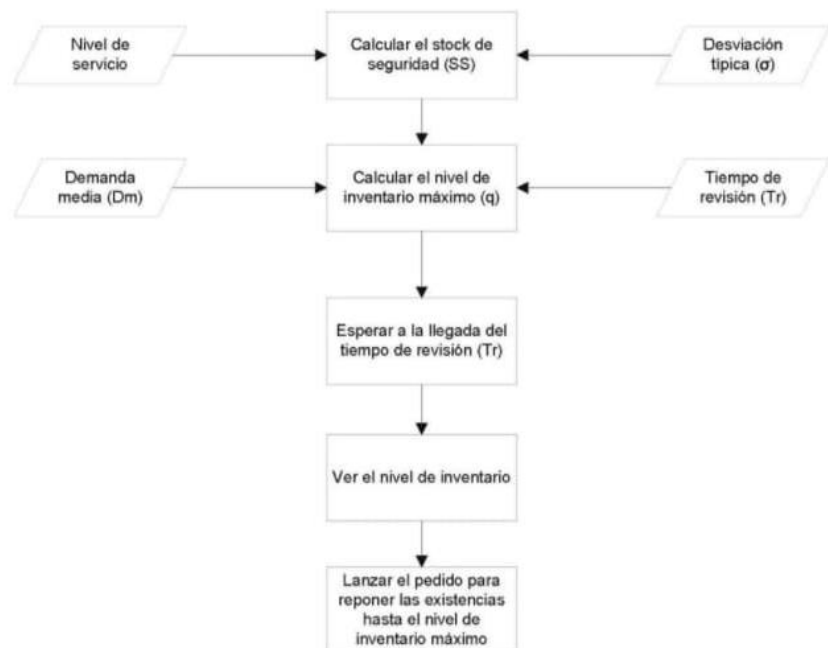 Nivel de
servicio
Calcular el stock de
seguridad (SS)
Desviación
típica (σ)
Demanda
media (Dm)
Calcular el nivel de
inventario máximo (q)
Tiempo de
revisión (Tr)
Esperar a la llegada del
tiempo de revisión (Tr)
Ver el nivel de inventario
Lanzar el pedido para
reponer las existencias
hasta el nivel de
inventario máximo